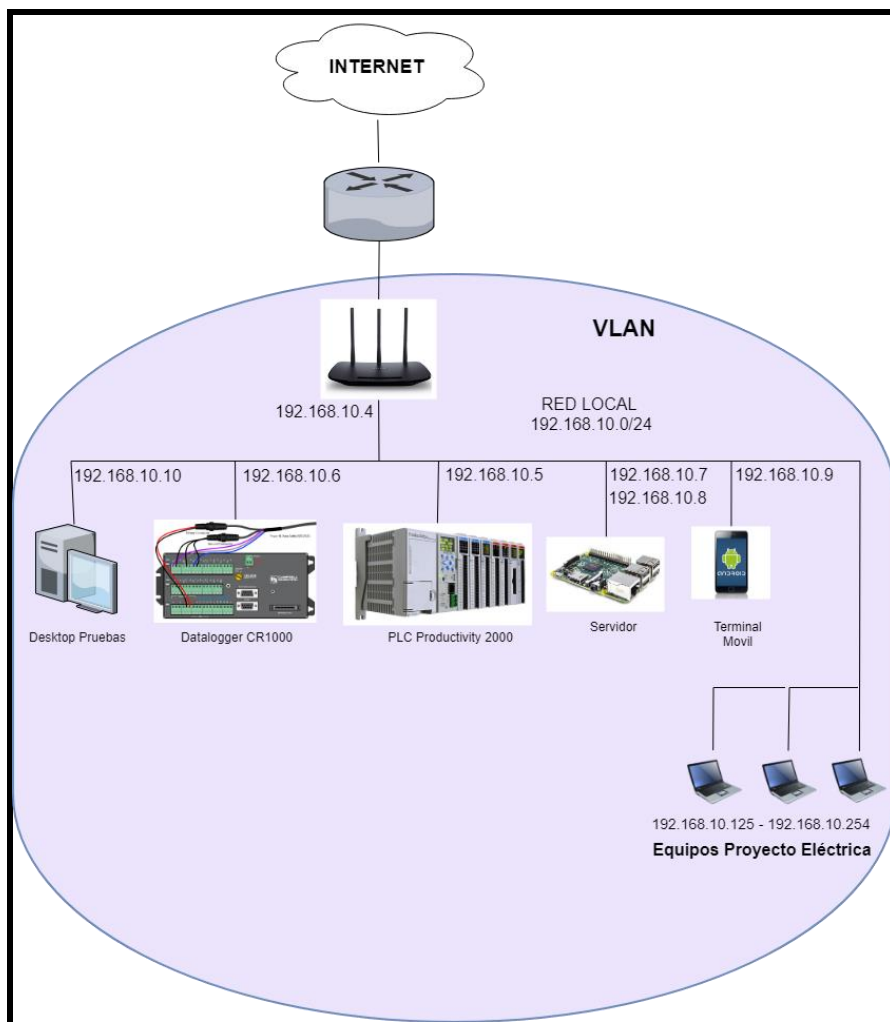 INTERNET
VLAN
192.168.10.4
RED LOCAL
192.168.10.0/24
192.168.10.10
192.168.10.6
192.168.10.5
192.168.10.7
192.168.10.8
192.168.10.9
ANDROID
Desktop Pruebas
Datalogger CR1000
PLC Productivity 2000
Servidor
Terminal
Movil
192.168.10.125 - 192.168.10.254
Equipos Proyecto Eléctrica